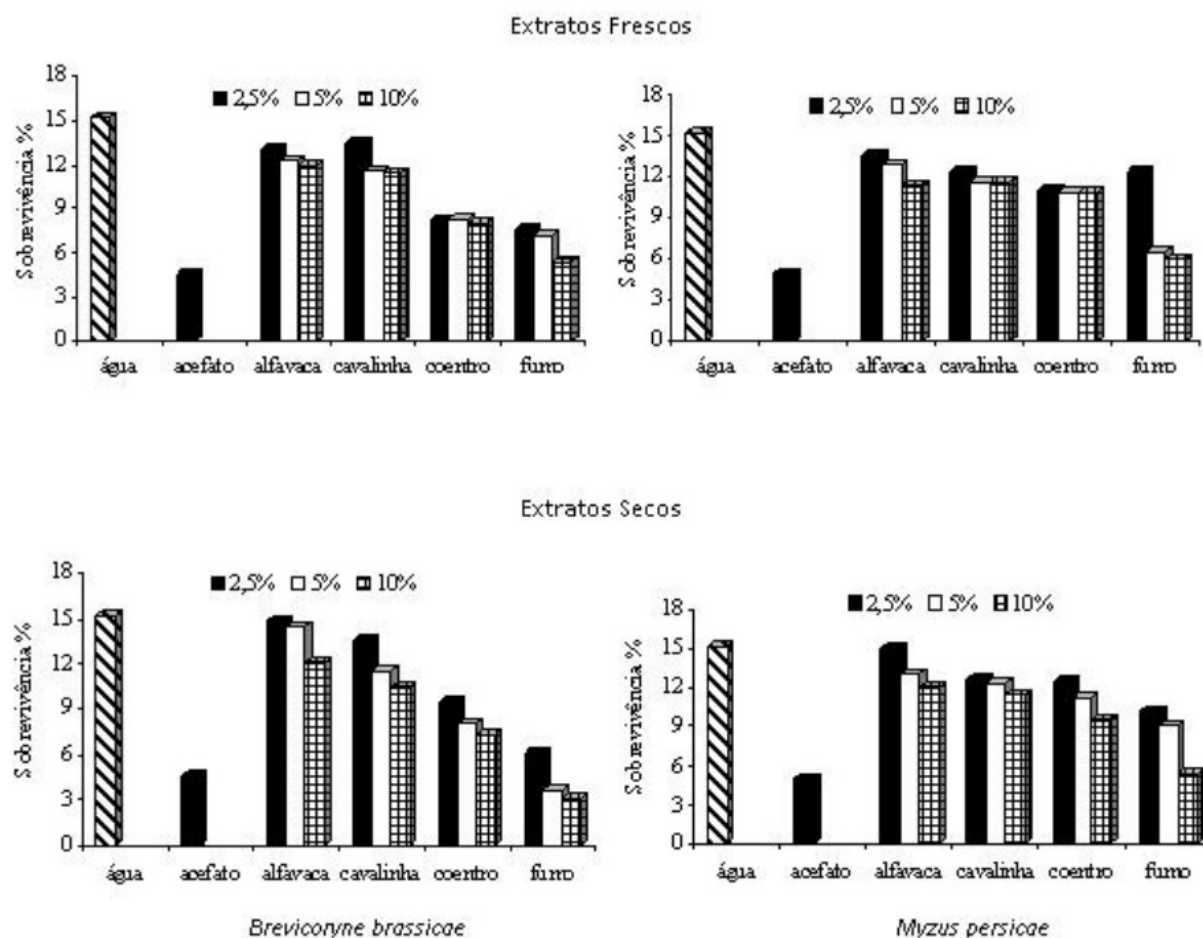 Extratos Frescos
Sobrevivência %
18
15
12
9
6
3
0
2,5% 5% 10%
água acefato alfavaca cavalinha coentro fumo
Sobrevivência %
18
15
12
9
6
3
0
2,5% 5% 10%
água acefato alfavaca cavalinha coentro fumo
Extratos Secos
Sobrevivência %
18
15
12
9
6
3
0
2,5% 5% 10%
água acefato alfavaca cavalinha coentro fumo
Brevicoryne brassicae
Sobrevivência %
18
15
12
9
6
3
0
2,5% 5% 10%
água acefato alfavaca cavalinha coentro fumo
Myzus persicae